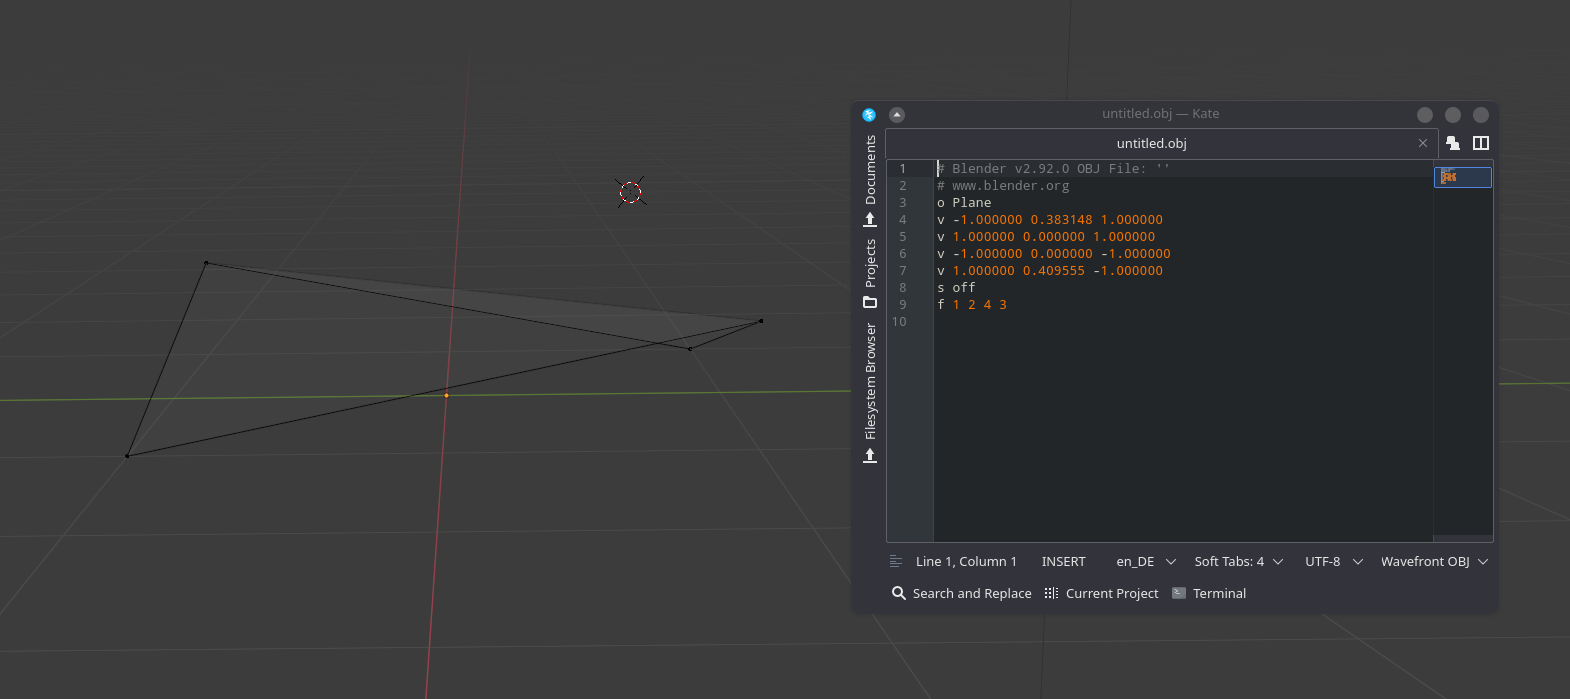 untitled.obj — Kate
untitled.obj
Documents
Projects
Filesystem Browser
1 # Blender v2.92.0 OBJ File: ''
2 # www.blender.org
3 o Plane
4 v -1.000000 0.383148 1.000000
5 v 1.000000 0.000000 1.000000
6 v -1.000000 0.000000 -1.000000
7 v 1.000000 0.409555 -1.000000
8 s off
9 f 1 2 4 3
10
Line 1, Column 1 INSERT en_DE Soft Tabs: 4 UTF-8 Wavefront OBJ
Search and Replace Current Project Terminal